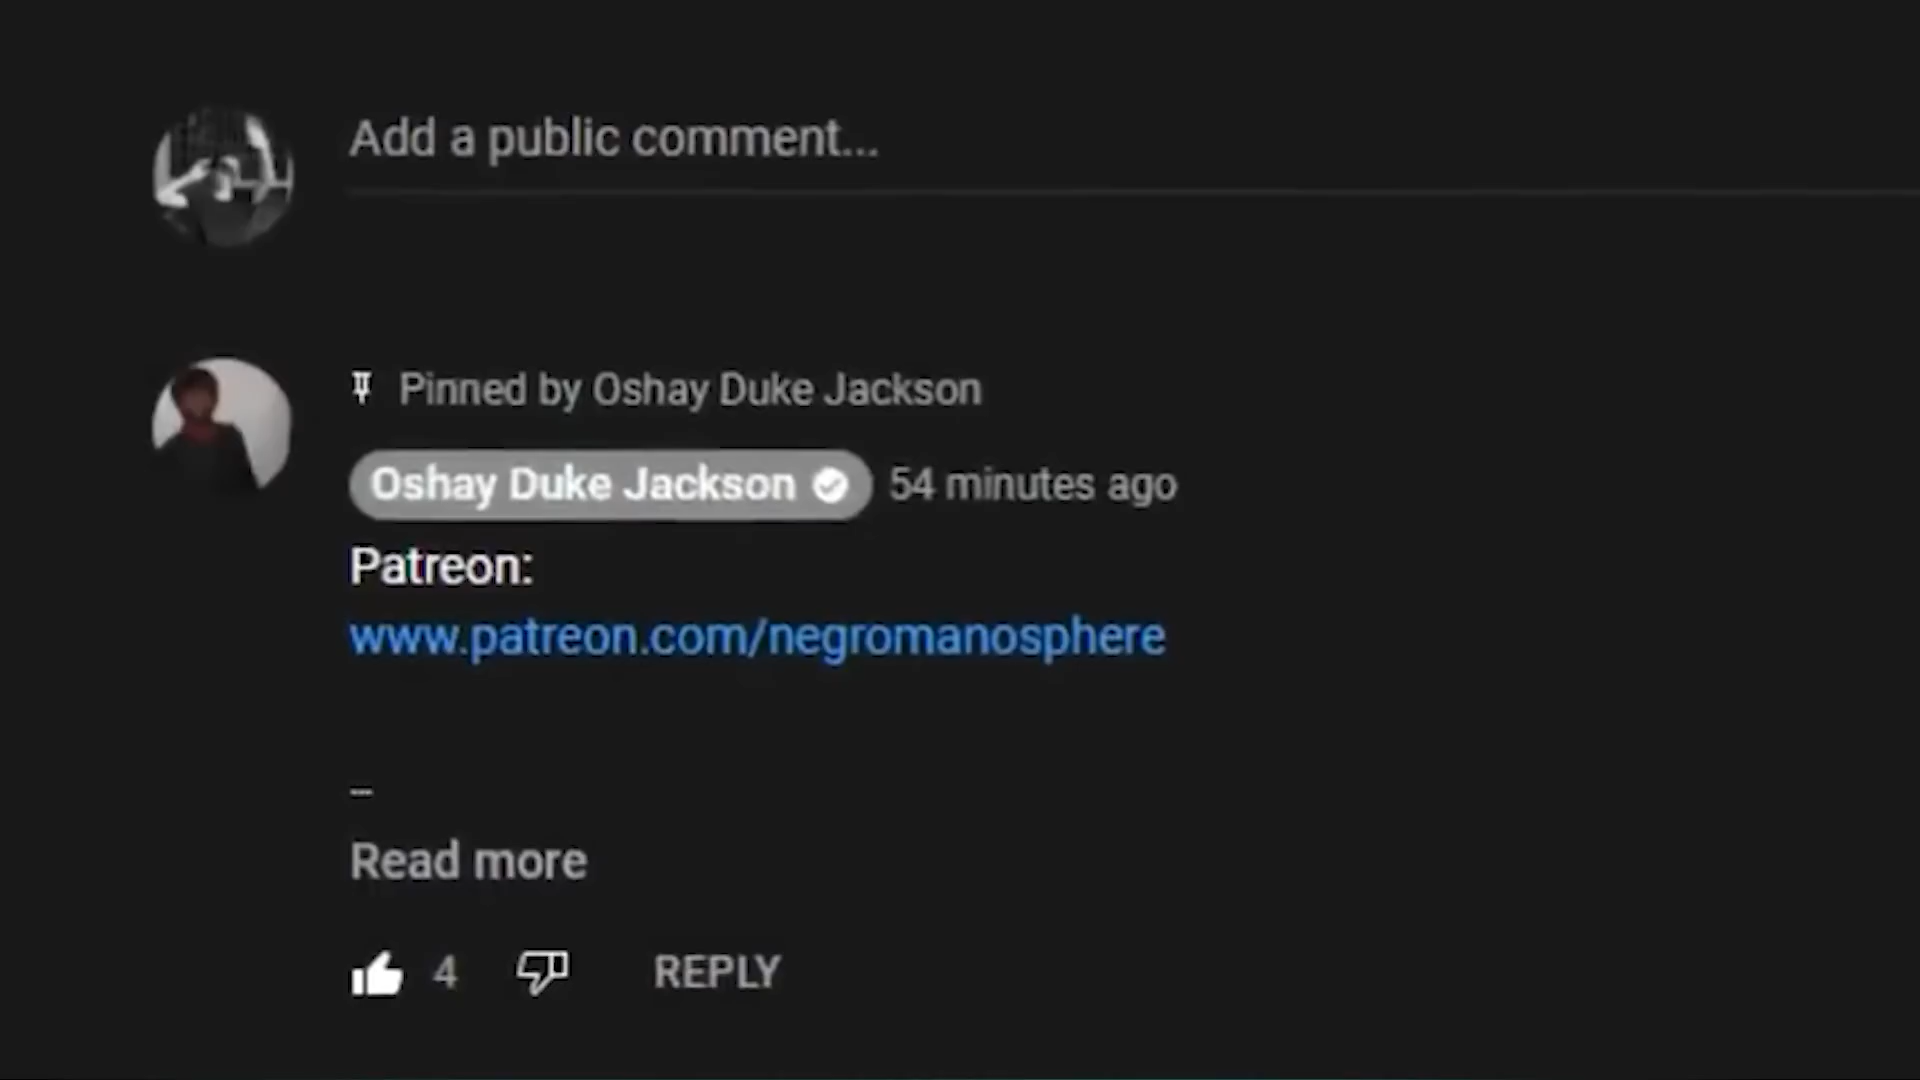 Add a public comment...
Pinned by Oshay Duke Jackson
Oshay Duke Jackson 54 minutes ago
Patreon:
www.patreon.com/negromanosphere
--
Read more
4 REPLY